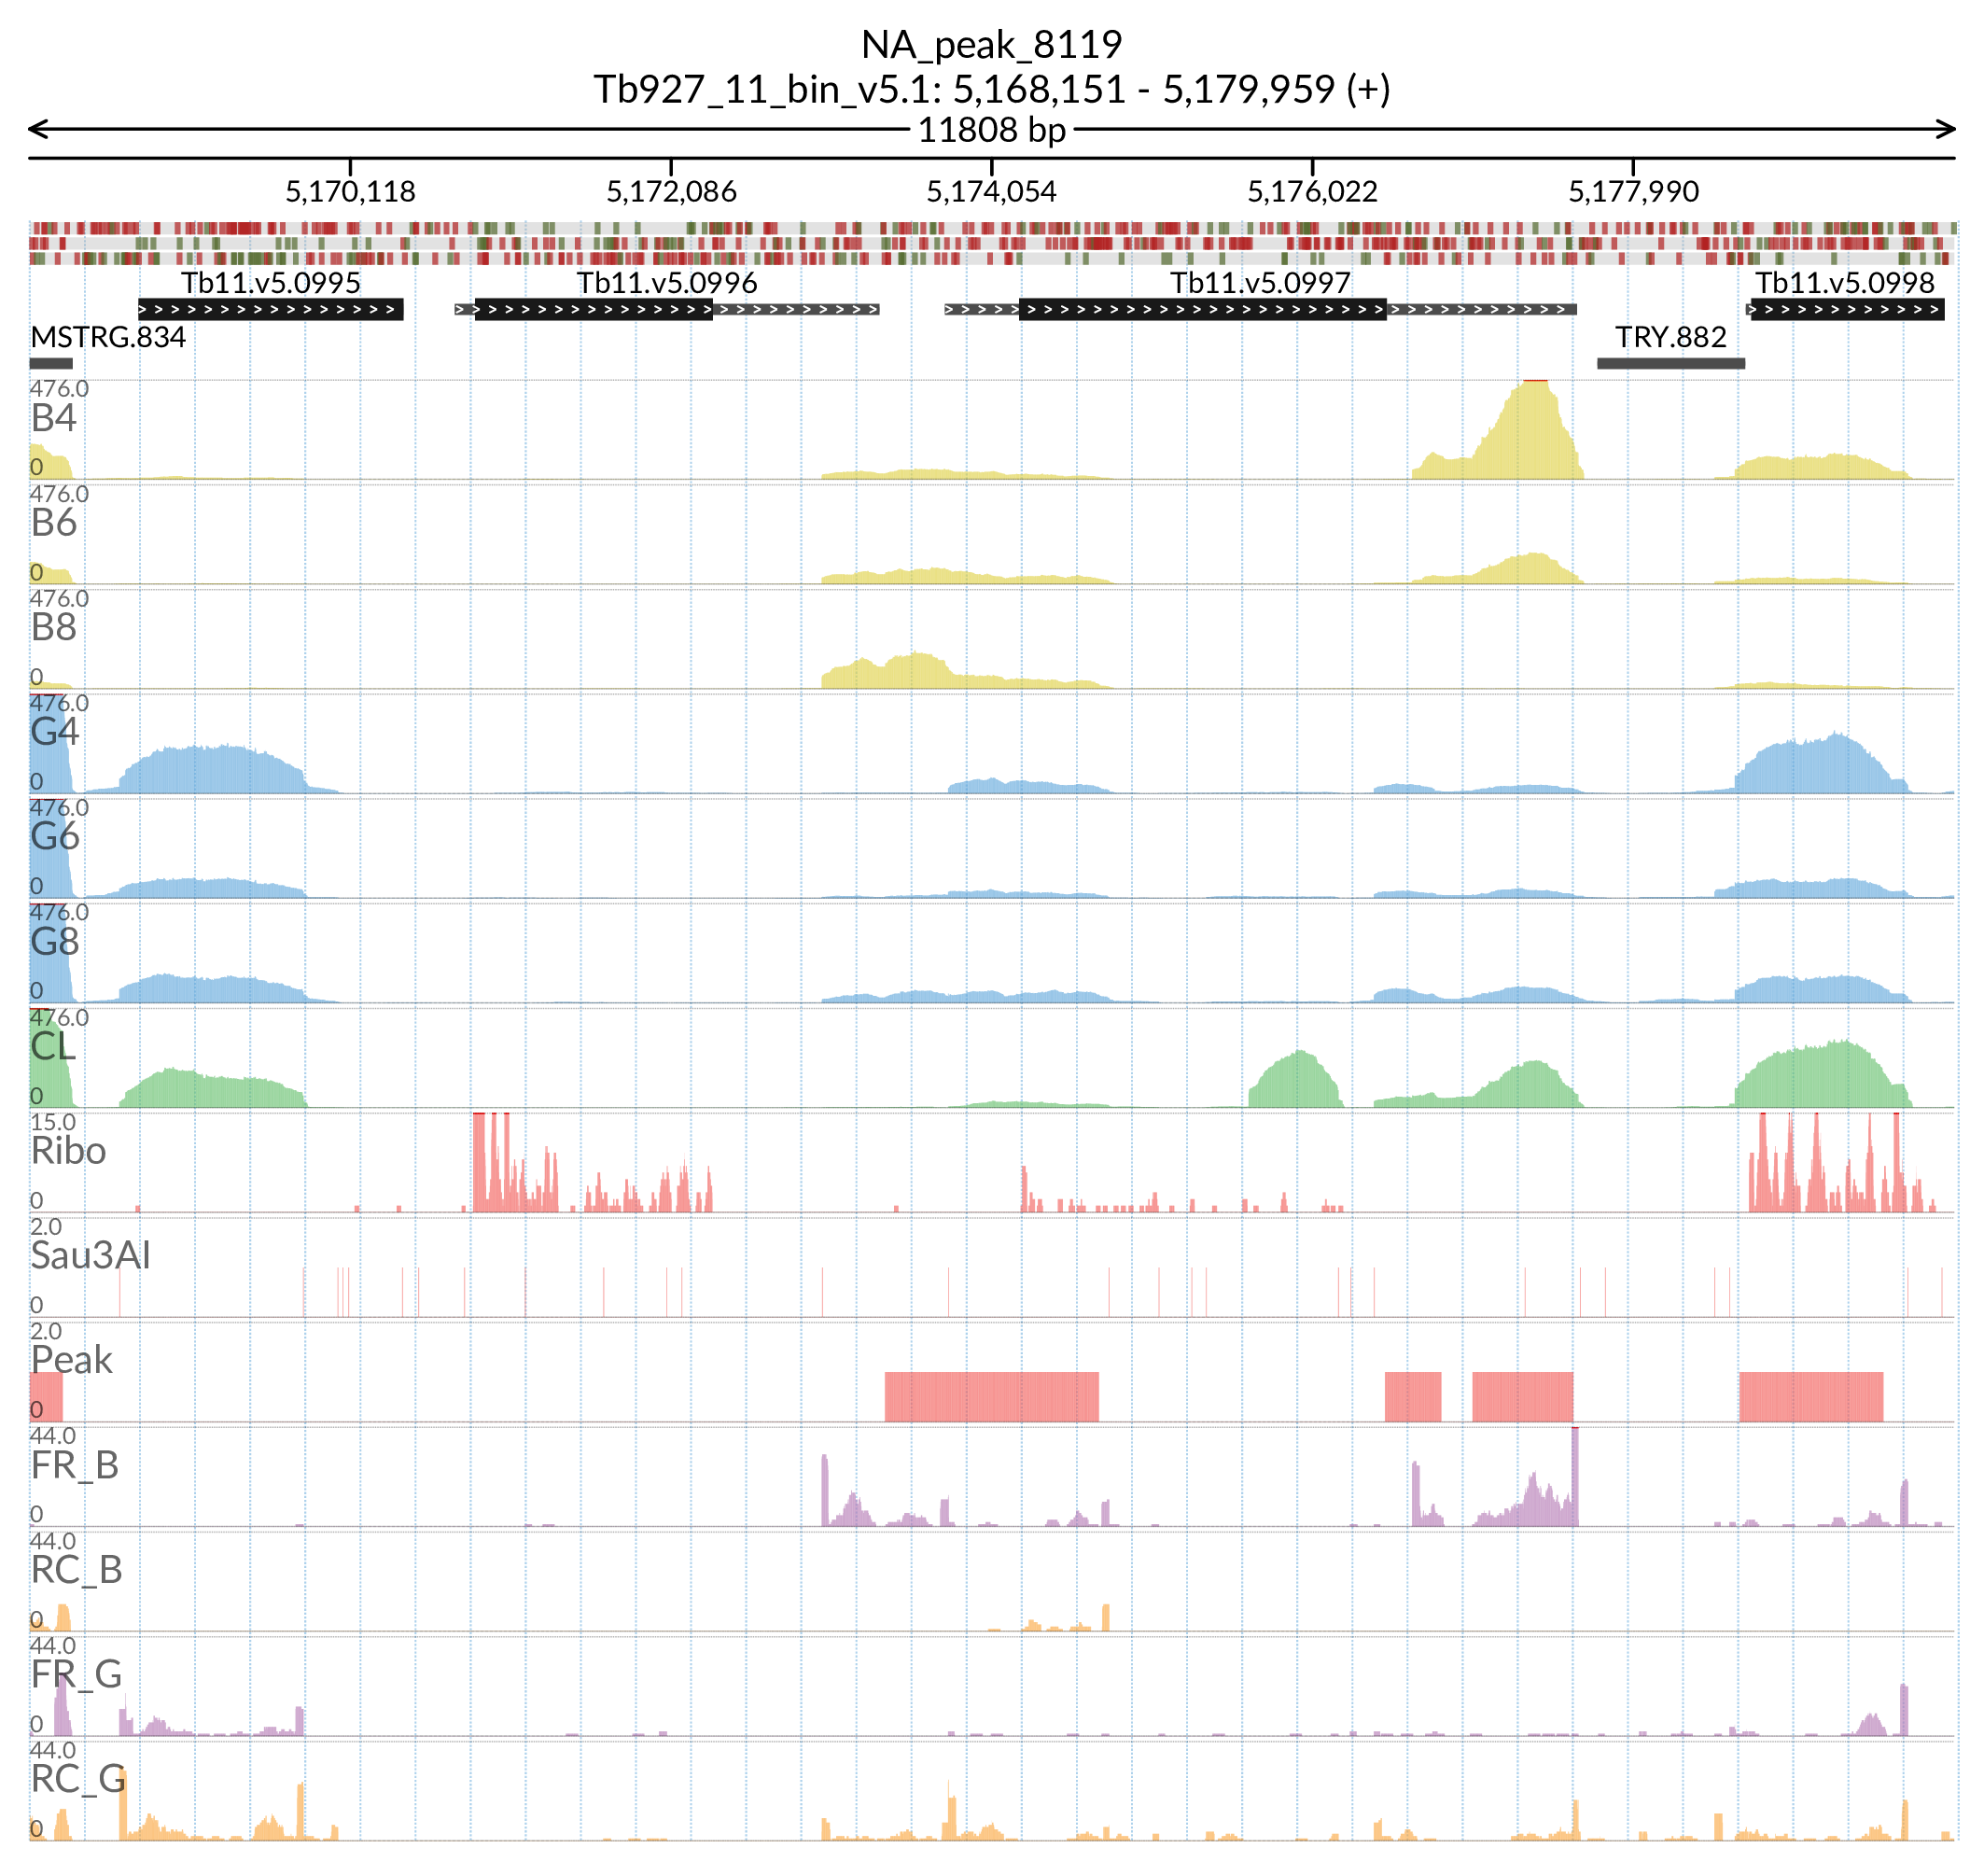 NA_peak_8119
Tb927_11_bin_v5.1: 5,168,151 - 5,179,959 (+)
11808 bp
5,170,118 5,172,086 5,174,054 5,176,022 5,177,990
Tb11.v5.0995 Tb11.v5.0996 Tb11.v5.0997 Tb11.v5.0998
MSTRG.834 TRY.882
476.0
B4
0
476.0
B6
0
476.0
B8
0
476.0
G4
0
476.0
G6
0
476.0
G8
0
476.0
CL
0
15.0
Ribo
0
2.0
Sau3AI
0
2.0
Peak
0
44.0
FR_B
0
44.0
RC_B
0
44.0
FR_G
0
44.0
RC_G
0